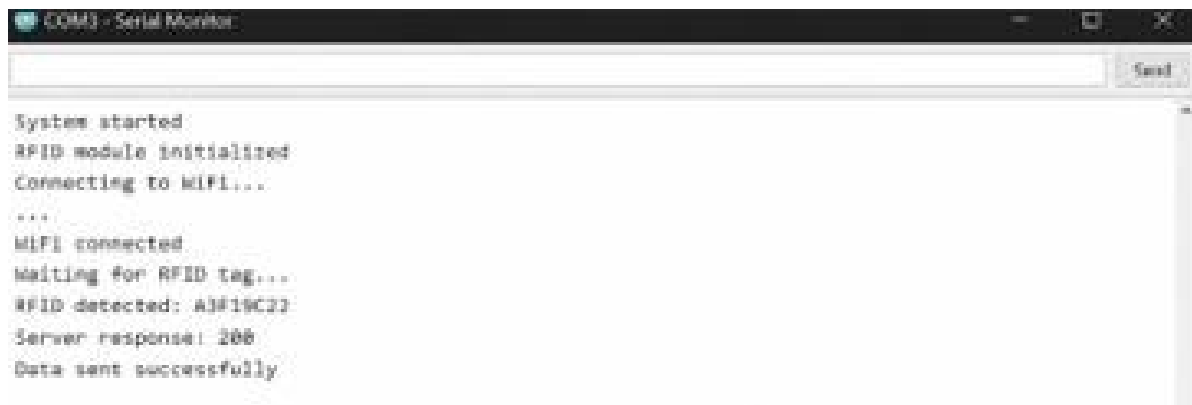 COM3 - Serial Monitor
Send
System started
RFID module initialized
Connecting to WiFi...
...
WiFi connected
Waiting for RFID tag...
RFID detected: A3F19C22
Server response: 200
Data sent successfully